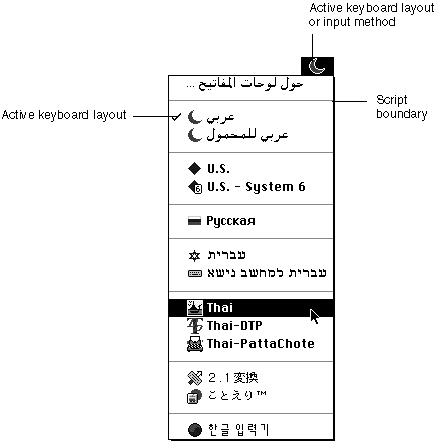 Active keyboard layout
or input method
حول لوحات المفاتيح ...
Script
boundary
Active keyboard layout
عربي
عربي للمحمول
U.S.
6 U.S. - System 6
Русская
עברית
עברית למחשב נישא
Thai
Thai-DTP
Thai-PattaChote
2.1変換
ことえり™
한글 입력기